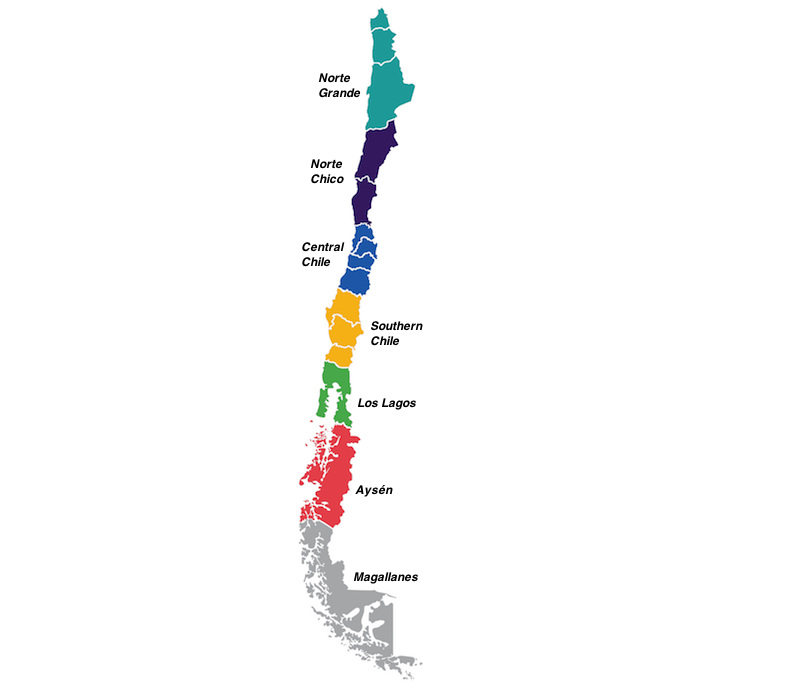 Norte
Grande
Norte
Chico
Central
Chile
Southern
Chile
Los Lagos
Aysén
Magallanes